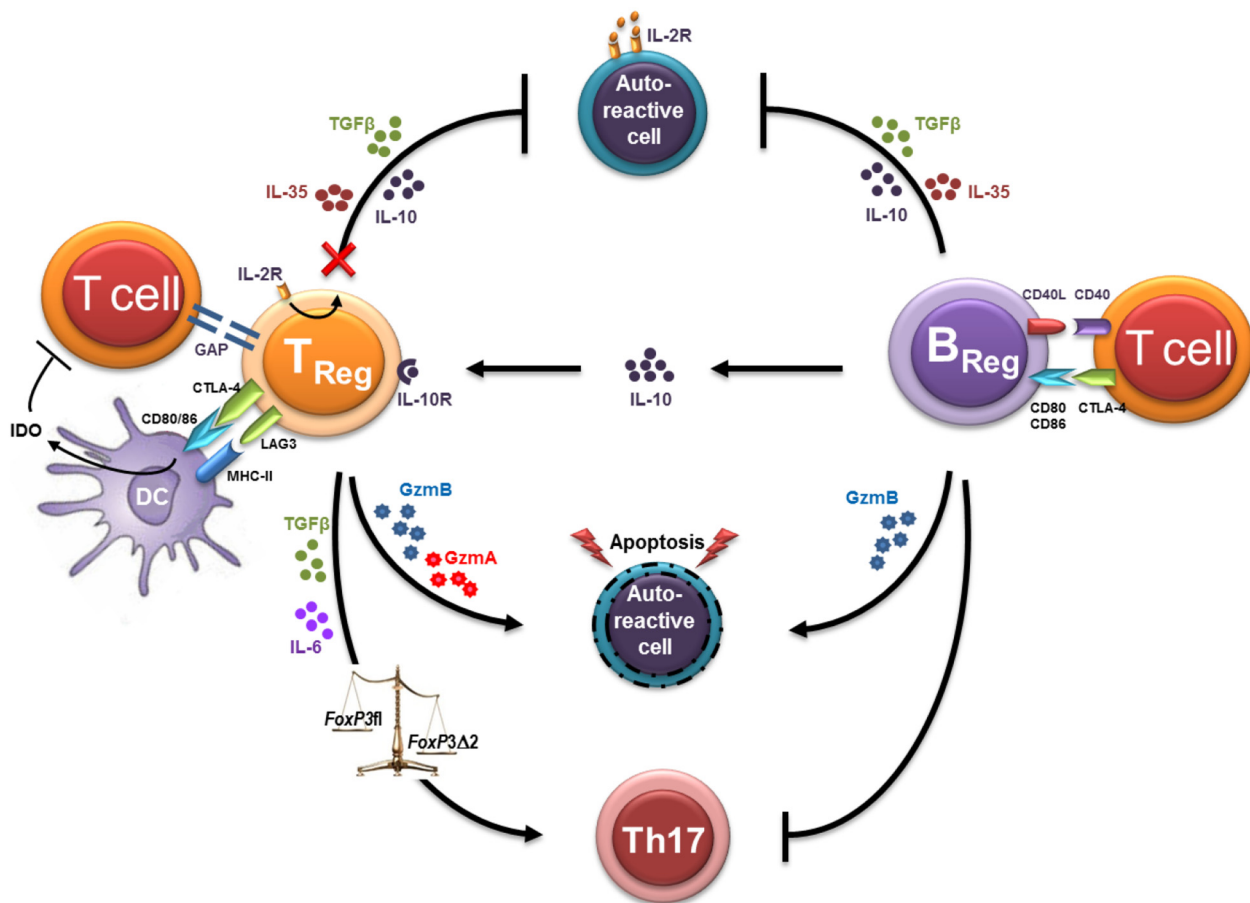 IL-2R
Auto-
reactive
cell
TGFβ
IL-35
IL-10
TGFβ
IL-10
IL-35
T cell
IL-2R
GAP
TReg
IL-10R
CTLA-4
CD80/86
LAG3
MHC-II
IDO
DC
IL-10
BReg
CD40L
CD40
T cell
CD80
CD86
CTLA-4
GzmB
GzmA
TGFβ
IL-6
Apoptosis
Auto-
reactive
cell
GzmB
FoxP3fl
FoxP3Δ2
Th17